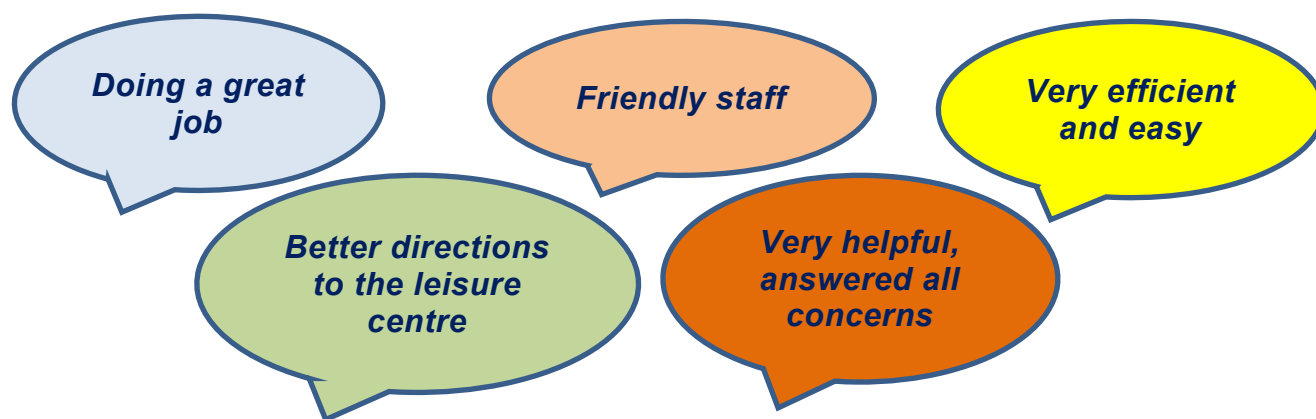 Doing a great
job
Friendly staff
Very efficient
and easy
Better directions
to the leisure
centre
Very helpful,
answered all
concerns